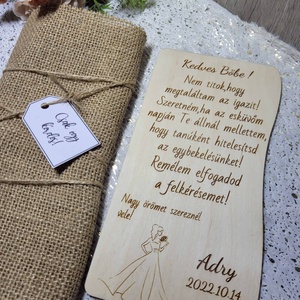 Kedves Böbe !
Nem titok,hogy
megtaláltam az igazit!
Szeretném,ha az esküvőm
napján Te állnál mellettem,
hogy tanúként hitelesítsd
az egybekelésünket!
Remélem elfogadod
a felkérésemet!
Nagy örömet szereznél
vele!
Adry
2022.10.14
Csak egy
kérdés!